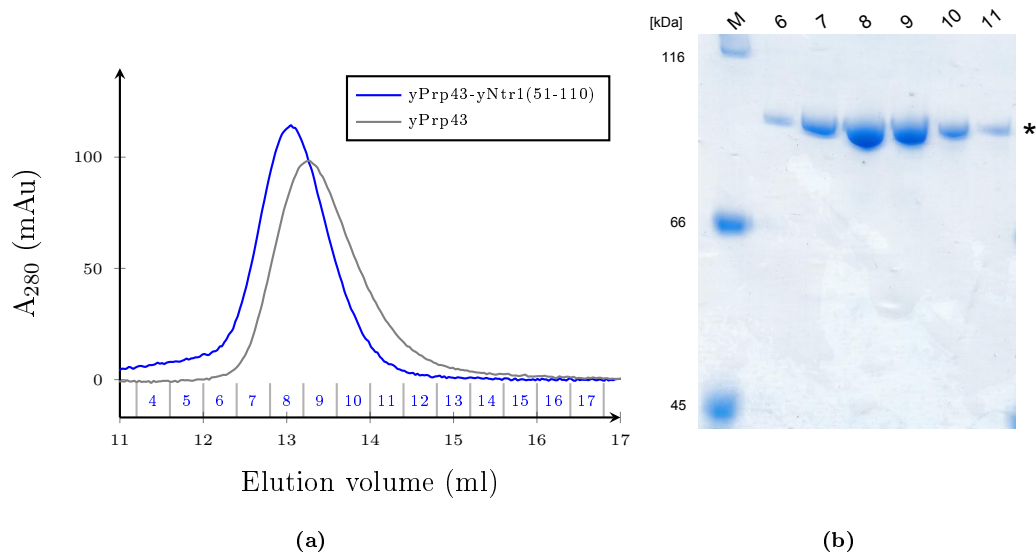 yPrp43-yNtr1(51-110)
yPrp43
A280 (mAu)
100
50
0
4 5 6 7 8 9 10 11 12 13 14 15 16 17
11 12 13 14 15 16 17
Elution volume (ml)
(a)
[kDa] M 6 7 8 9 10 11
116
*
66
45
(b)